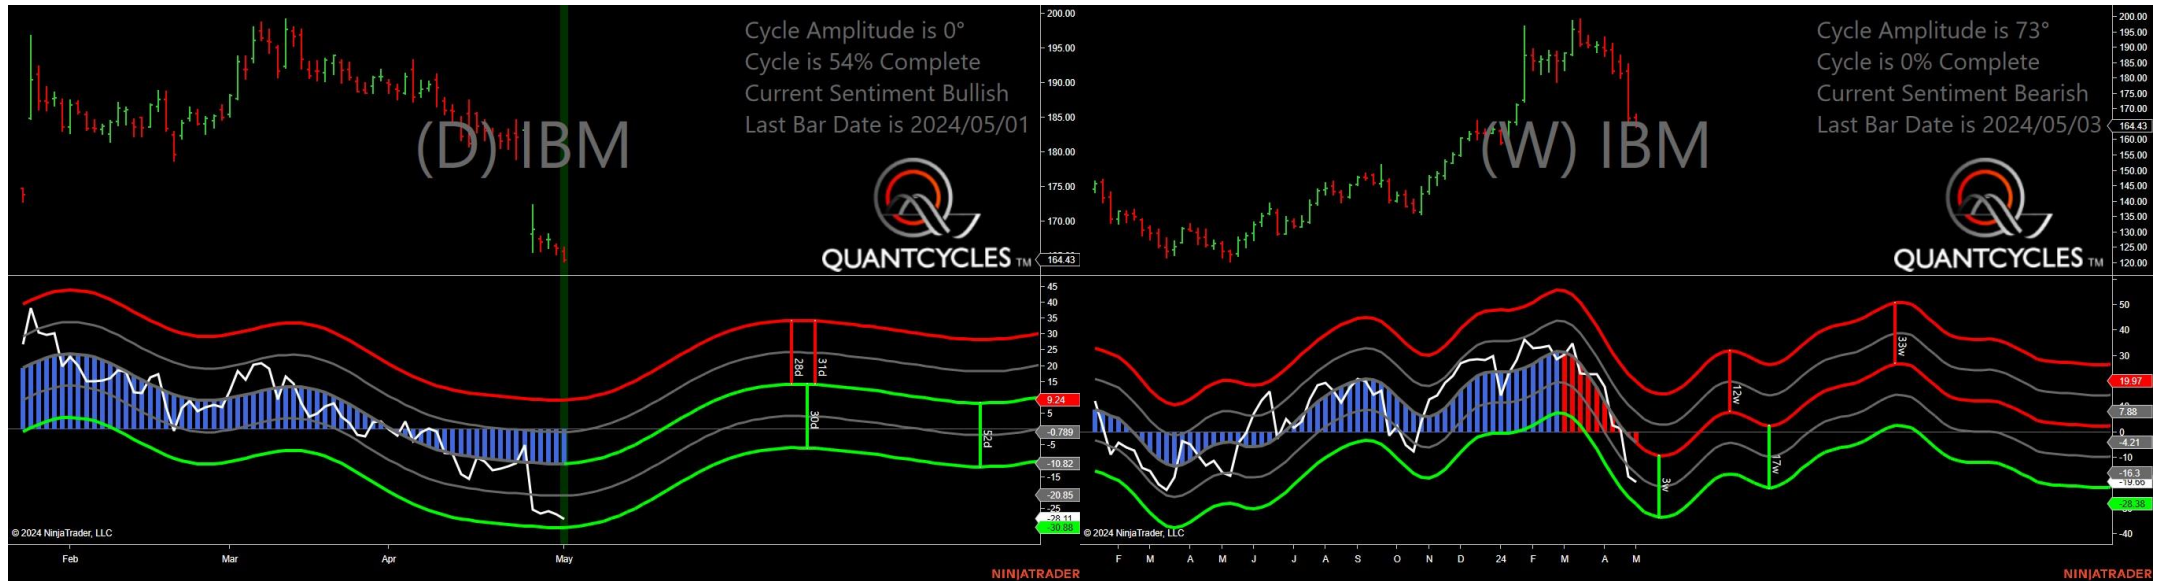 Cycle Amplitude is 0°
Cycle is 54% Complete
Current Sentiment Bullish
Last Bar Date is 2024/05/01
(D) IBM
QUANTCYCLES TM
200.00
195.00
190.00
185.00
180.00
175.00
170.00
164.43
45
40
35
30
25
20
15
9.24
5
-0.789
-5
-10.82
-15
-20.85
-25
-28.11
-30.88
28d
31d
30d
52d
© 2024 NinjaTrader, LLC
Feb
Mar
Apr
May
NINJATRADER
Cycle Amplitude is 73°
Cycle is 0% Complete
Current Sentiment Bearish
Last Bar Date is 2024/05/03
(W) IBM
QUANTCYCLES TM
200.00
195.00
190.00
185.00
180.00
175.00
170.00
164.43
160.00
155.00
150.00
145.00
140.00
135.00
130.00
125.00
120.00
50
40
30
19.97
7.88
0
-4.21
-10
-16.3
-19.66
-28.38
-40
12w
33w
3w
17w
© 2024 NinjaTrader, LLC
F M A M J J A S O N D 24 F M A M
NINJATRADER